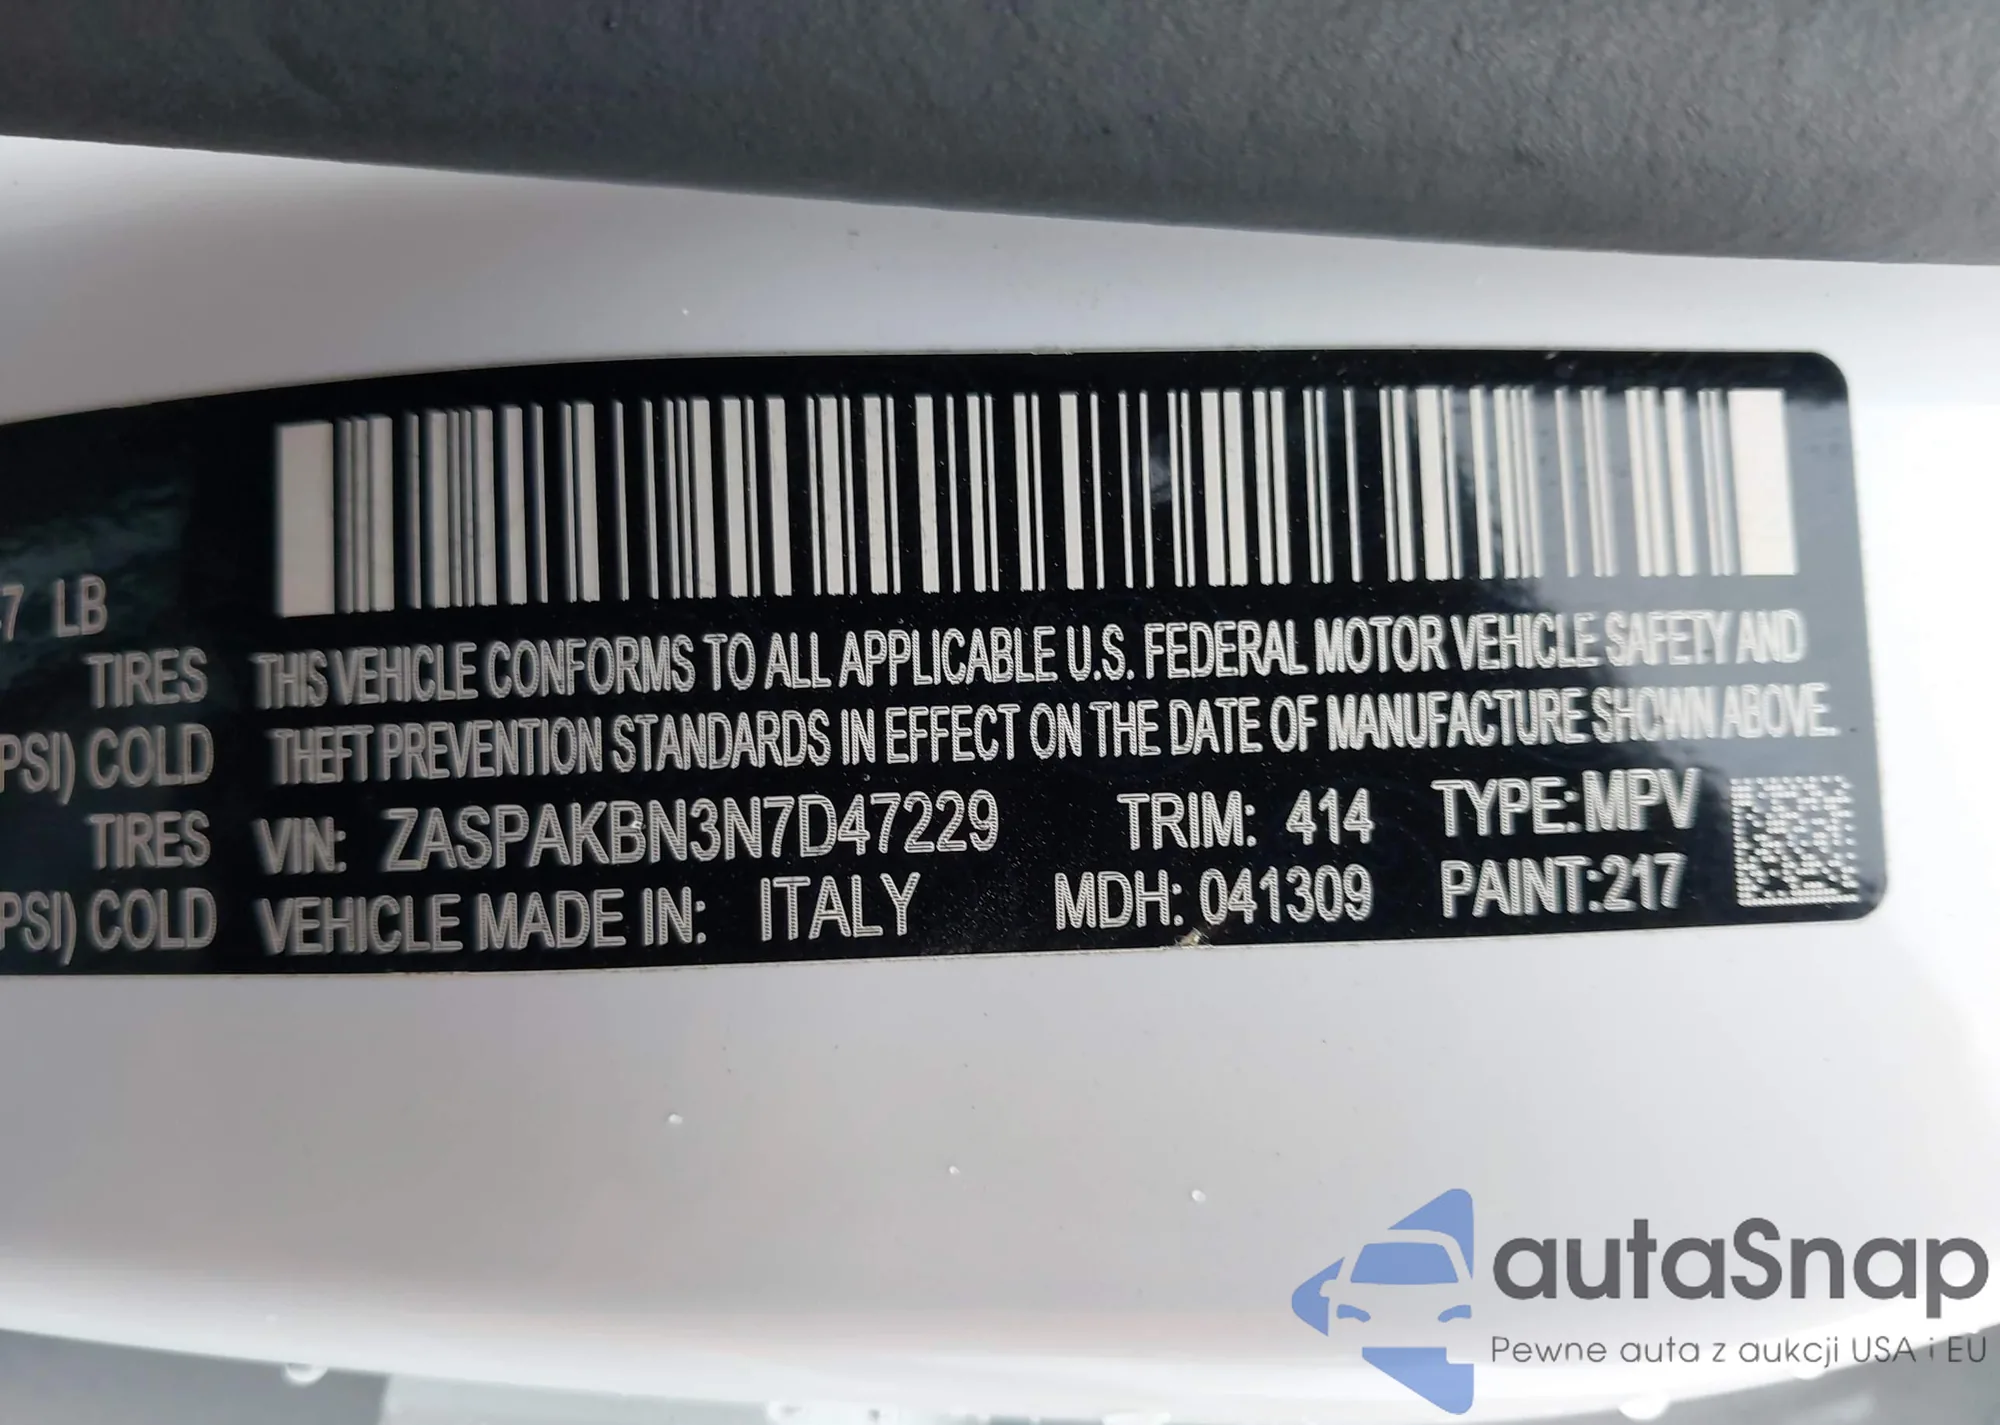 7 LB
TIRES
PSI) COLD
TIRES
PSI) COLD
THIS VEHICLE CONFORMS TO ALL APPLICABLE U.S. FEDERAL MOTOR VEHICLE SAFETY AND
THEFT PREVENTION STANDARDS IN EFFECT ON THE DATE OF MANUFACTURE SHOWN ABOVE.
VIN: ZASPAKBN3N7D47229 TRIM: 414 TYPE: MPV
VEHICLE MADE IN: ITALY MDH: 041309 PAINT: 217
autaSnap
Pewne auta z aukcji USA i EU